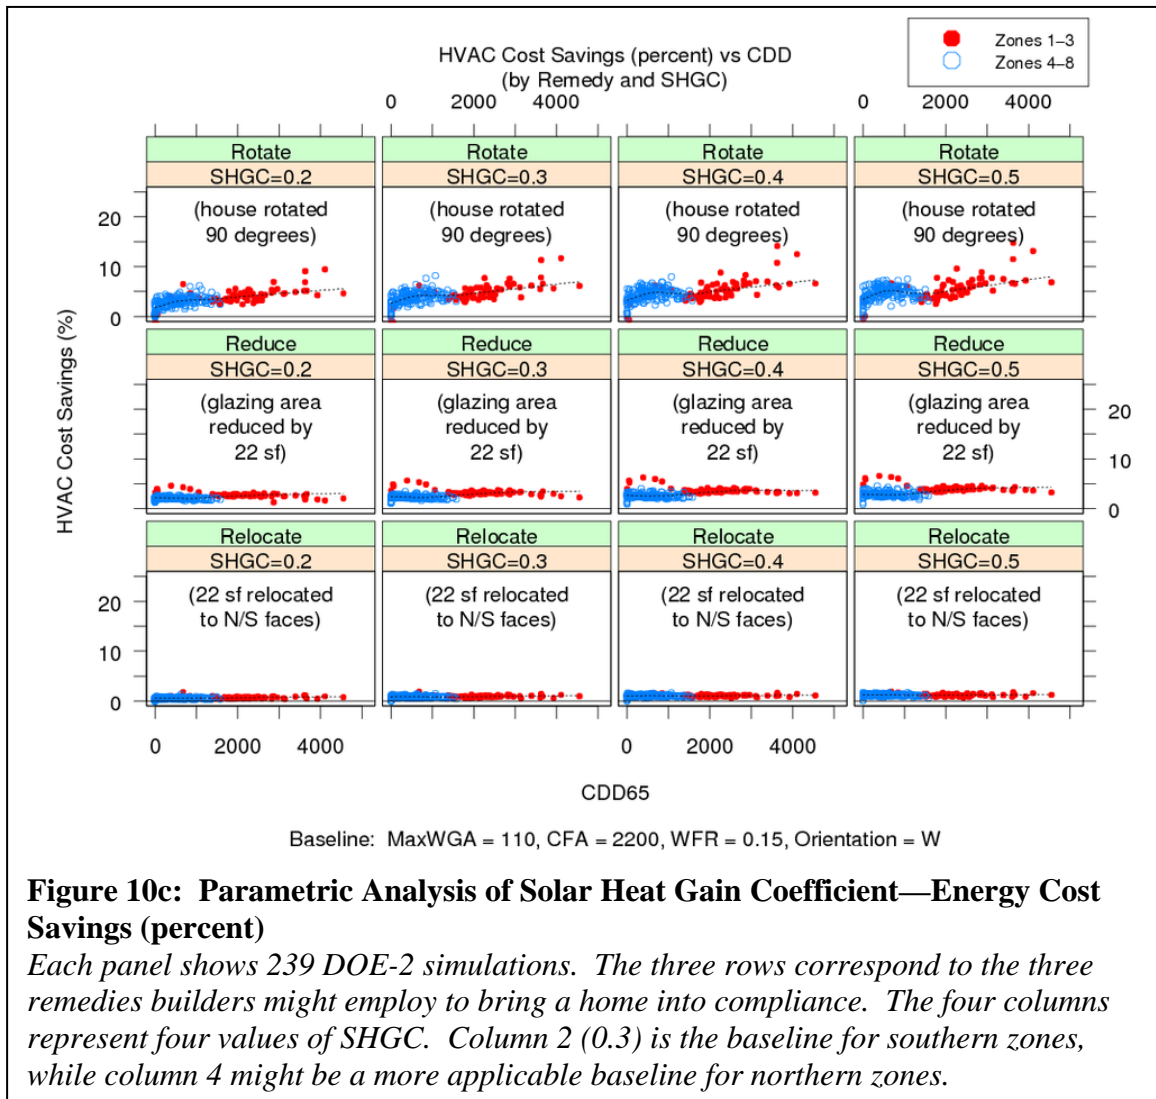 Zones 1–3
Zones 4–8
HVAC Cost Savings (percent) vs CDD
(by Remedy and SHGC)
0 2000 4000 0 2000 4000
Rotate Rotate Rotate Rotate
SHGC=0.2 SHGC=0.3 SHGC=0.4 SHGC=0.5
(house rotated (house rotated (house rotated (house rotated
90 degrees) 90 degrees) 90 degrees) 90 degrees)
20
10
0
Reduce Reduce Reduce Reduce
SHGC=0.2 SHGC=0.3 SHGC=0.4 SHGC=0.5
(glazing area (glazing area (glazing area (glazing area
reduced by reduced by reduced by reduced by
22 sf) 22 sf) 22 sf) 22 sf)
20
10
0
HVAC Cost Savings (%)
Relocate Relocate Relocate Relocate
SHGC=0.2 SHGC=0.3 SHGC=0.4 SHGC=0.5
(22 sf relocated (22 sf relocated (22 sf relocated (22 sf relocated
to N/S faces) to N/S faces) to N/S faces) to N/S faces)
20
10
0
0 2000 4000 0 2000 4000
CDD65
Baseline: MaxWGA = 110, CFA = 2200, WFR = 0.15, Orientation = W
Figure 10c: Parametric Analysis of Solar Heat Gain Coefficient—Energy Cost
Savings (percent)
Each panel shows 239 DOE-2 simulations. The three rows correspond to the three
remedies builders might employ to bring a home into compliance. The four columns
represent four values of SHGC. Column 2 (0.3) is the baseline for southern zones,
while column 4 might be a more applicable baseline for northern zones.